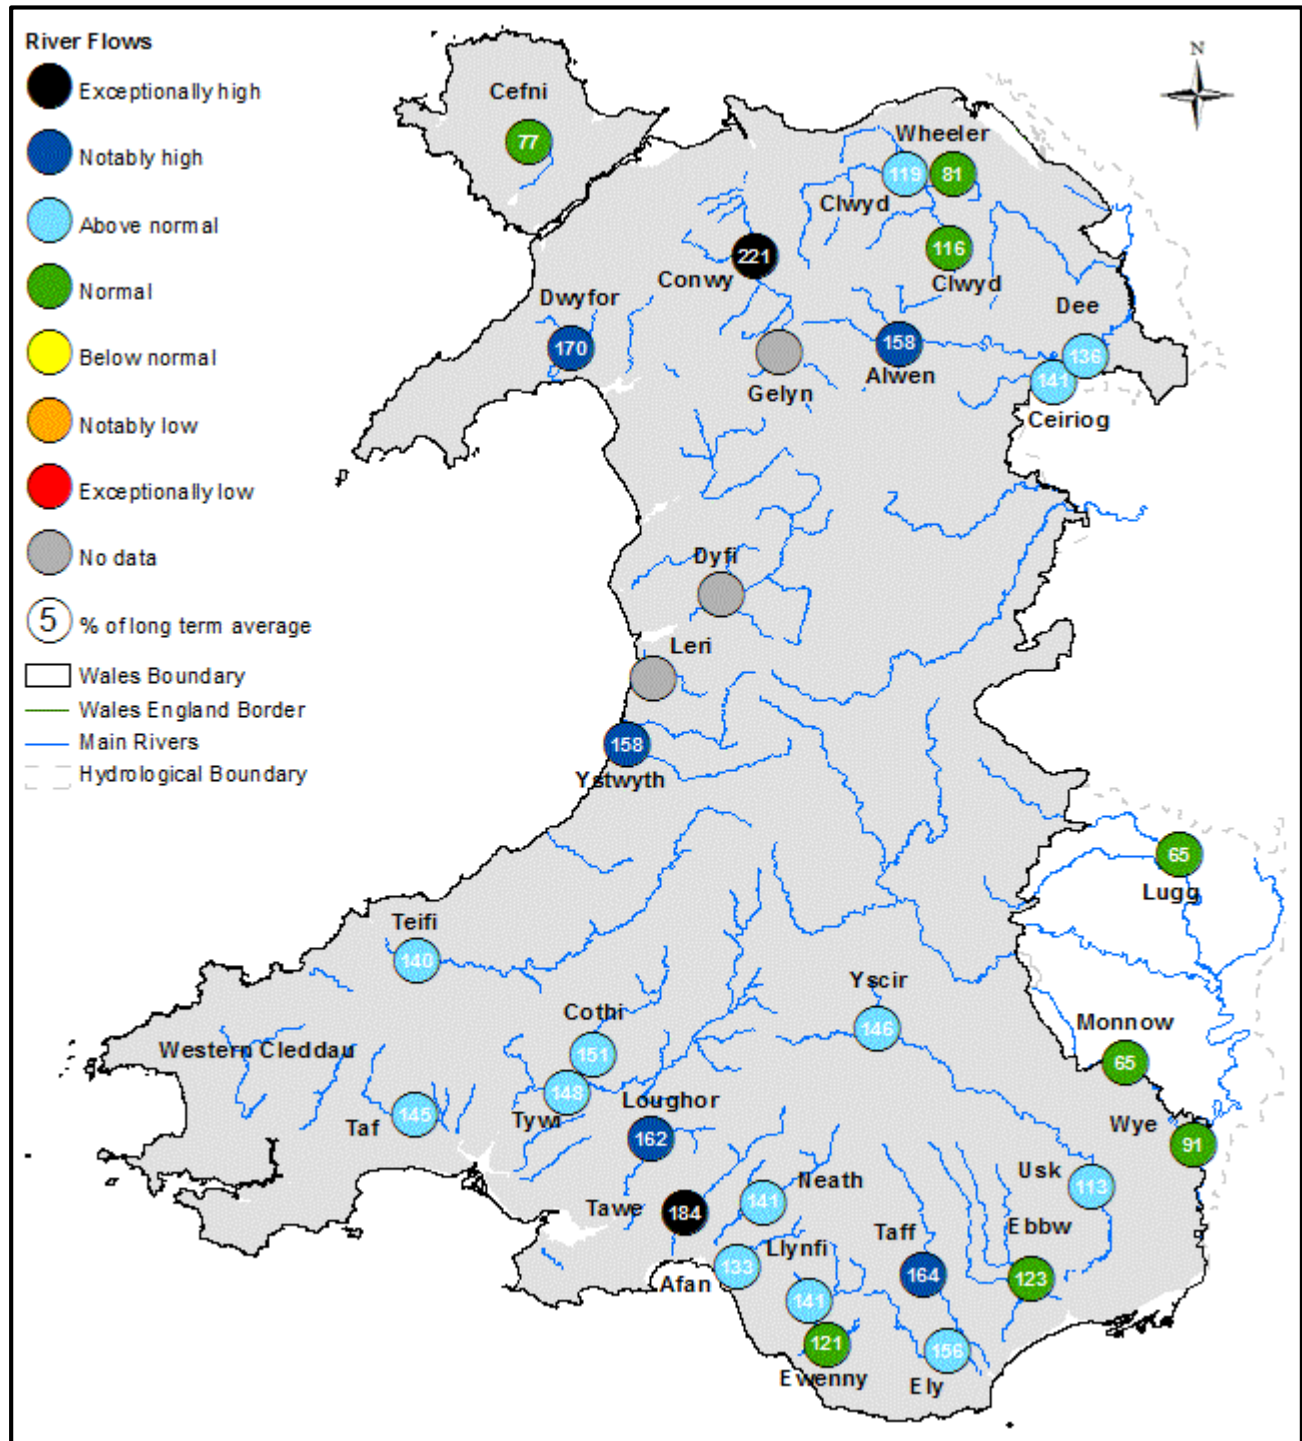 River Flows
Exceptionally high
Notably high
Above normal
Normal
Below normal
Notably low
Exceptionally low
No data
5 % of long term average
Wales Boundary
Wales England Border
Main Rivers
Hydrological Boundary
N
Cefni
77
Wheeler
119
81
Clwyd
116
Clwyd
221
Conwy
Dwyfor
170
Gelyn
158
Alwen
Dee
136
141
Ceiriog
Dyfi
Leri
158
Ystwyth
65
Lugg
Teifi
140
Yscir
146
Cothi
151
148
Tywi
Monnow
65
Western Cleddau
Taf
145
Loughor
162
Wye
91
Usk
113
Neath
141
Tawe
184
Llynfi
Taff
Ebbw
164
123
Afan
133
141
121
Ewenny
156
Ely